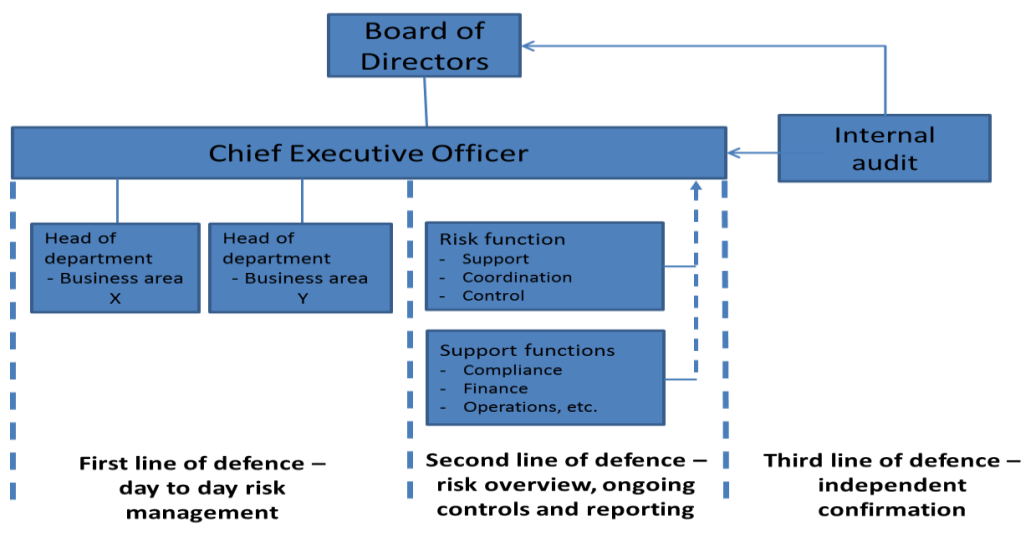 Board of
Directors
Chief Executive Officer
Internal
audit
Head of
department
- Business area
X
Head of
department
- Business area
Y
Risk function
- Support
- Coordination
- Control
Support functions
- Compliance
- Finance
- Operations, etc.
First line of defence –
day to day risk
management
Second line of defence –
risk overview, ongoing
controls and reporting
Third line of defence –
independent
confirmation